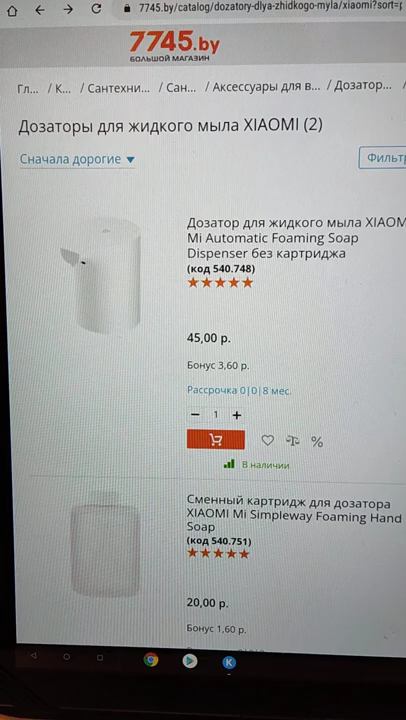 7745.by/catalog/dozatory-dlya-zhidkogo-myla/xiaomi?sort=
7745.by
БОЛЬШОЙ МАГАЗИН
Гл... / К... / Сантехни... / Сан... / Аксессуары для в... / Дозатор... /
Дозаторы для жидкого мыла XIAOMI (2)
Сначала дорогие ▼
Фильт
Дозатор для жидкого мыла XIAOM
Mi Automatic Foaming Soap
Dispenser без картриджа
(код 540.748)
45,00 р.
Бонус 3,60 р.
Рассрочка 0|0|8 мес.
− 1 +
%
В наличии
Сменный картридж для дозатора
XIAOMI Mi Simpleway Foaming Hand
Soap
(код 540.751)
20,00 р.
Бонус 1,60 р.
K